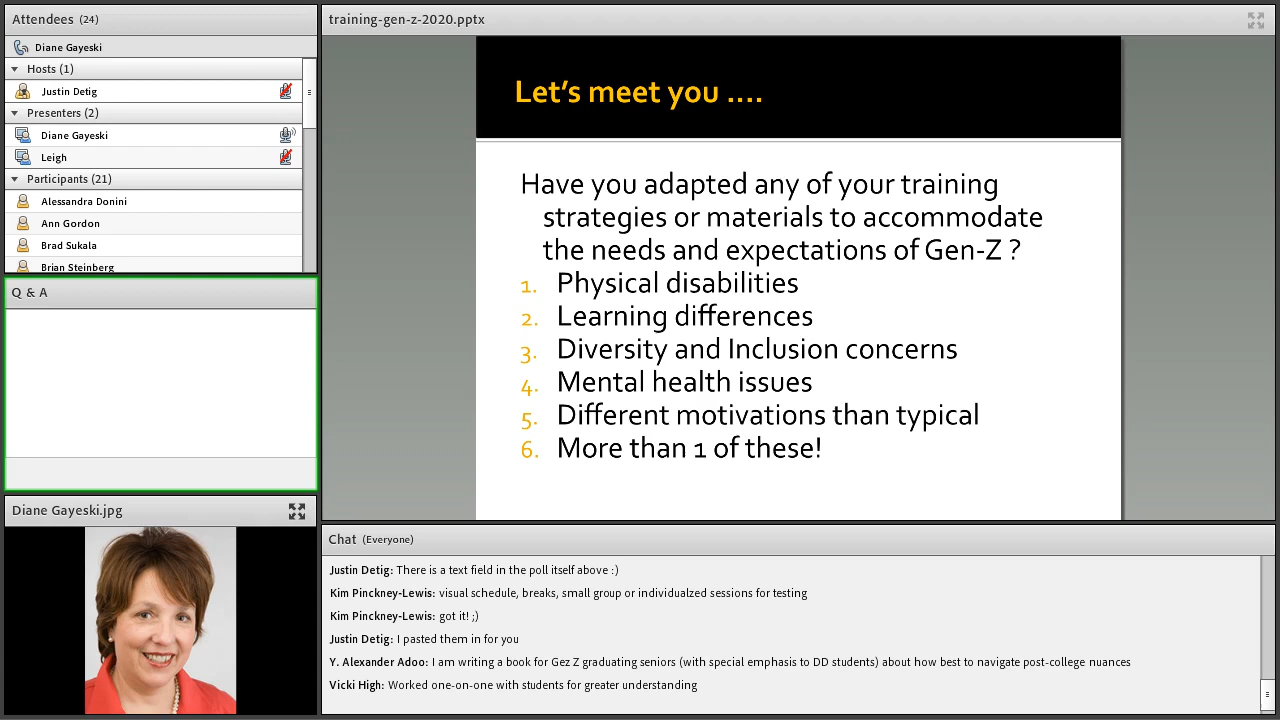 Attendees (24)
Diane Gayeski
Hosts (1)
Justin Detig
Presenters (2)
Diane Gayeski
Leigh
Participants (21)
Alessandra Donini
Ann Gordon
Brad Sukala
Brian Steinberg
Q & A
Diane Gayeski.jpg
training-gen-z-2020.pptx
Let's meet you ....
Have you adapted any of your training
strategies or materials to accommodate
the needs and expectations of Gen-Z ?
1. Physical disabilities
2. Learning differences
3. Diversity and Inclusion concerns
4. Mental health issues
5. Different motivations than typical
6. More than 1 of these!
Chat (Everyone)
Justin Detig: There is a text field in the poll itself above :)
Kim Pinckney-Lewis: visual schedule, breaks, small group or individualzed sessions for testing
Kim Pinckney-Lewis: got it! ;)
Justin Detig: I pasted them in for you
Y. Alexander Adoo: I am writing a book for Gez Z graduating seniors (with special emphasis to DD students) about how best to navigate post-college nuances
Vicki High: Worked one-on-one with students for greater understanding